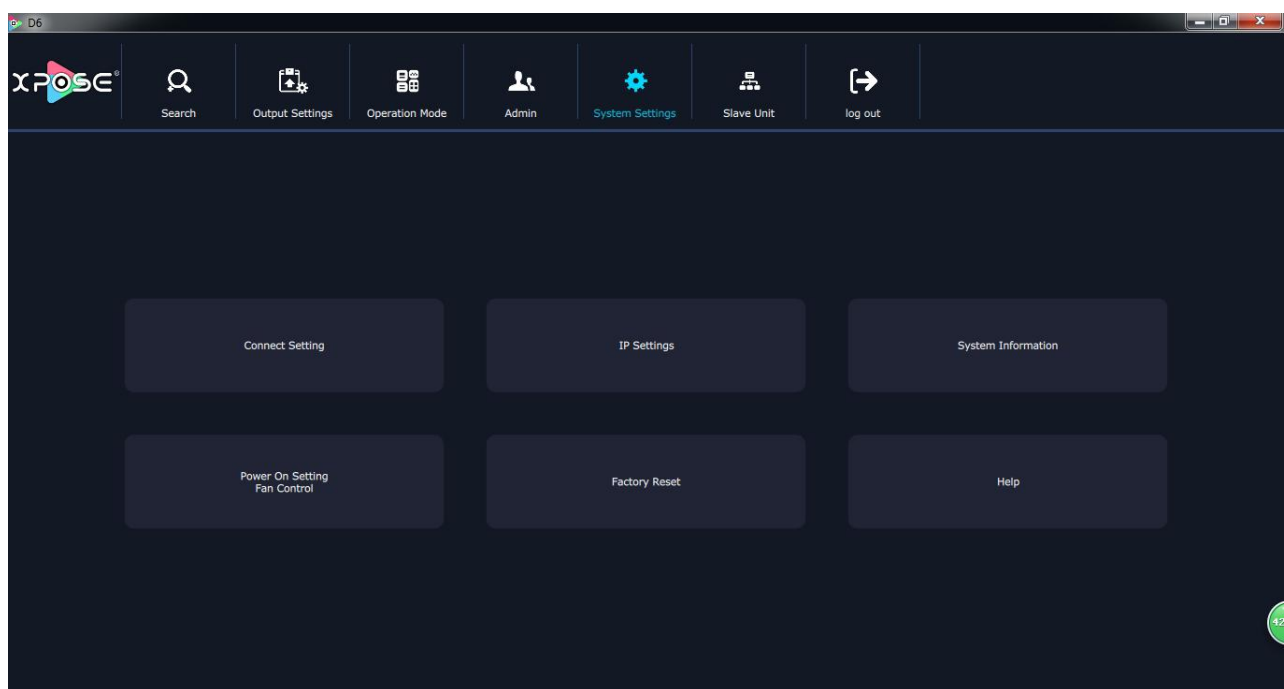 D6
XPOSE®
Search
Output Settings
Operation Mode
Admin
System Settings
Slave Unit
log out
Connect Setting
IP Settings
System Information
Power On Setting
Fan Control
Factory Reset
Help
42